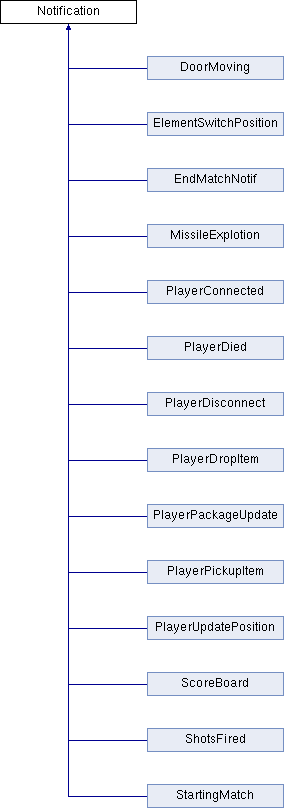 Notification
DoorMoving
ElementSwitchPosition
EndMatchNotif
MissileExplotion
PlayerConnected
PlayerDied
PlayerDisconnect
PlayerDropItem
PlayerPackageUpdate
PlayerPickupItem
PlayerUpdatePosition
ScoreBoard
ShotsFired
StartingMatch